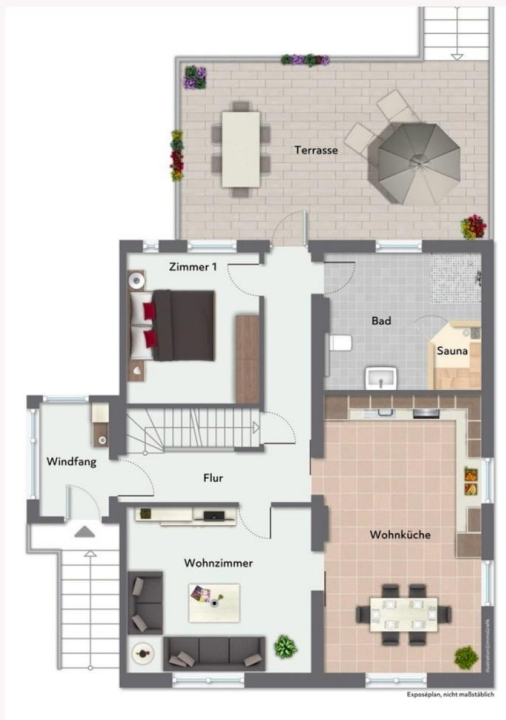 Terrasse
Zimmer 1
Bad
Sauna
Windfang
Flur
Wohnküche
Wohnzimmer
Exposéplan, nicht maßstäblich